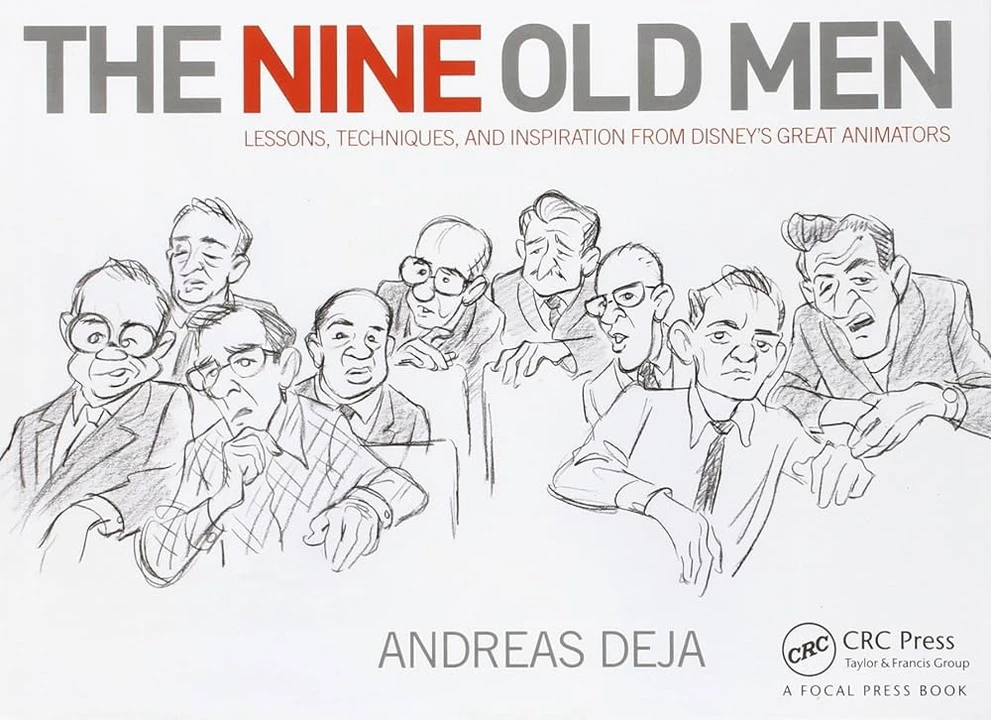 THE NINE OLD MEN
LESSONS, TECHNIQUES, AND INSPIRATION FROM DISNEY'S GREAT ANIMATORS
ANDREAS DEJA
CRC
CRC Press
Taylor & Francis Group
A FOCAL PRESS BOOK